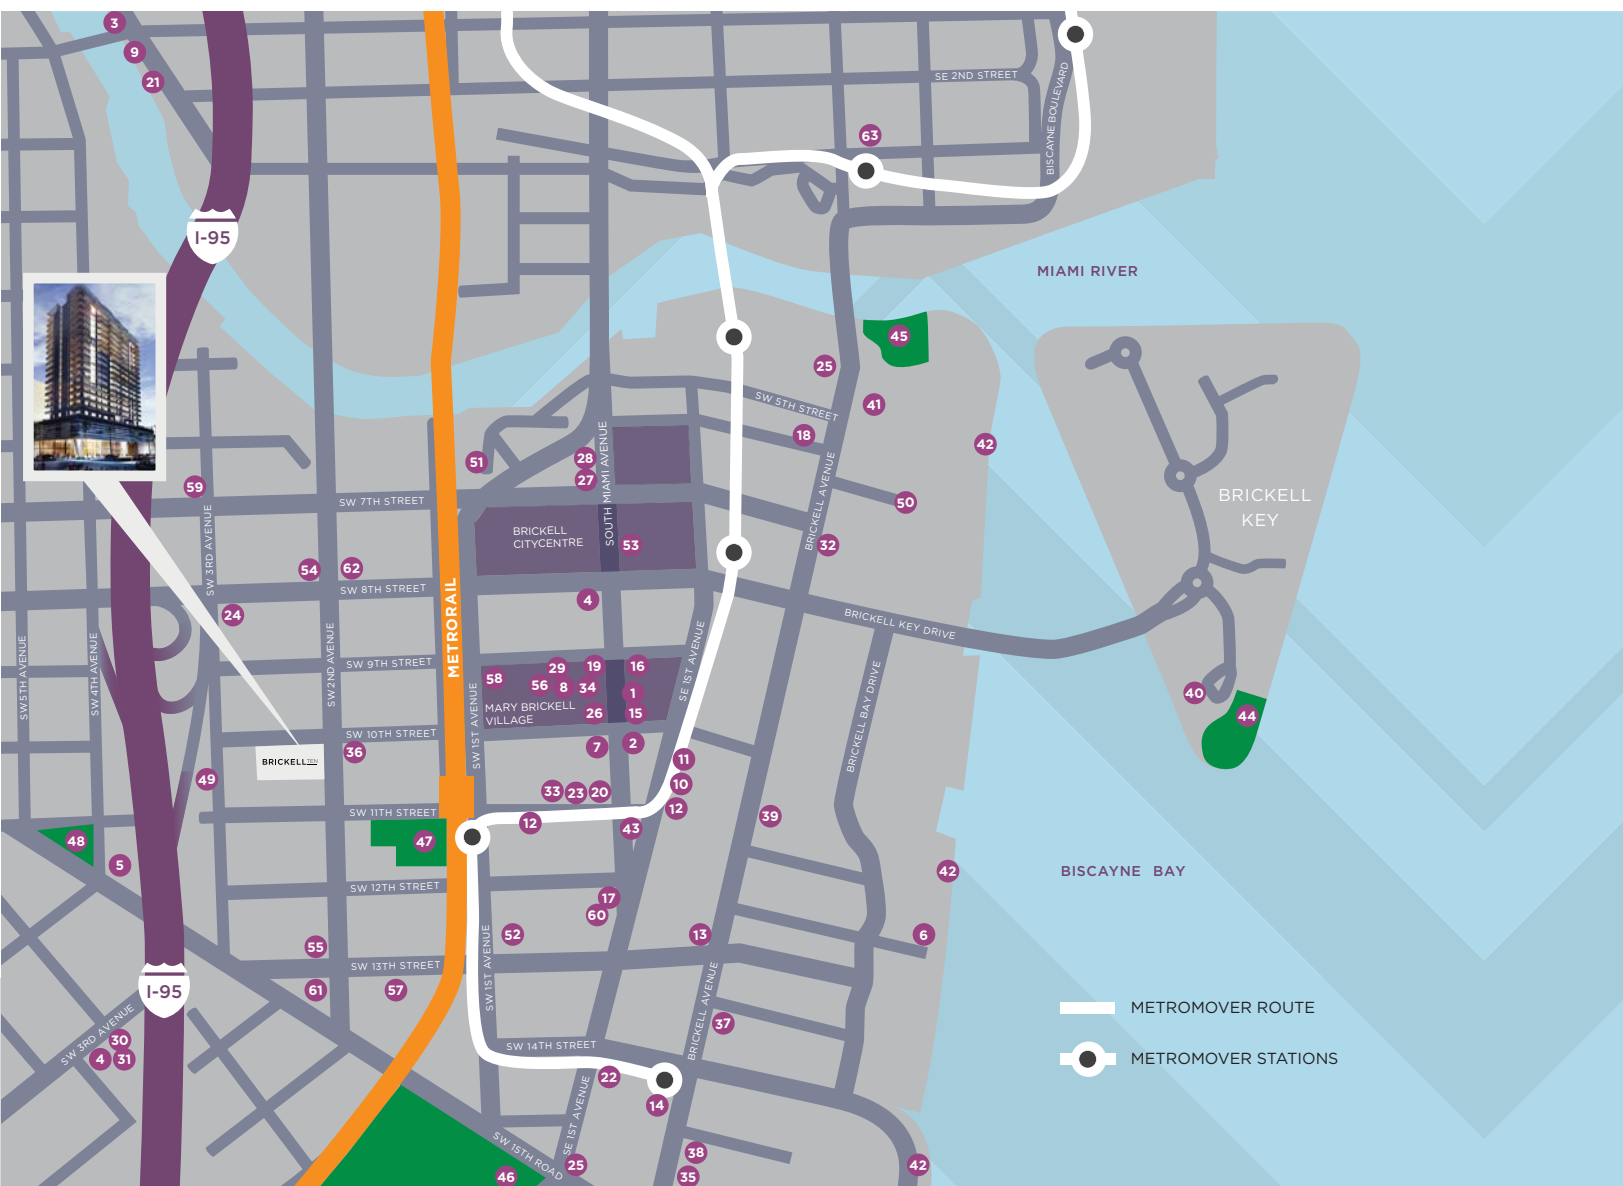 3
9
21
SE 2ND STREET
BISCAYNE BOULEVARD
63
I-95
MIAMI RIVER
45
25
41
SW 5TH STREET
18
42
SOUTH MIAMI AVENUE
28
51
27
59
SW 7TH STREET
50
BRICKELL AVENUE
BRICKELL
KEY
SW 3RD AVENUE
BRICKELL
CITYCENTRE
53
32
54
62
SW 8TH STREET
METRORAIL
4
24
BRICKELL KEY DRIVE
SW 5TH AVENUE
SW 4TH AVENUE
SW 2ND AVENUE
SW 9TH STREET
SW 1ST AVENUE
58
29
19
16
56
8
34
1
MARY BRICKELL
VILLAGE
26
15
SE 1ST AVENUE
BRICKELL BAY DRIVE
40
44
SW 10TH STREET
36
7
2
BRICKELLTEN
11
49
33
23
20
10
12
SW 11TH STREET
12
43
39
48
47
5
42
BISCAYNE BAY
SW 12TH STREET
17
60
55
52
13
6
SW 13TH STREET
SW 1ST AVENUE
I-95
61
57
BRICKELL AVENUE
METROMOVER ROUTE
SW 3RD AVENUE
30
4
31
37
SW 14TH STREET
METROMOVER STATIONS
22
14
SE 1ST AVENUE
SW 15TH ROAD
38
25
42
46
35